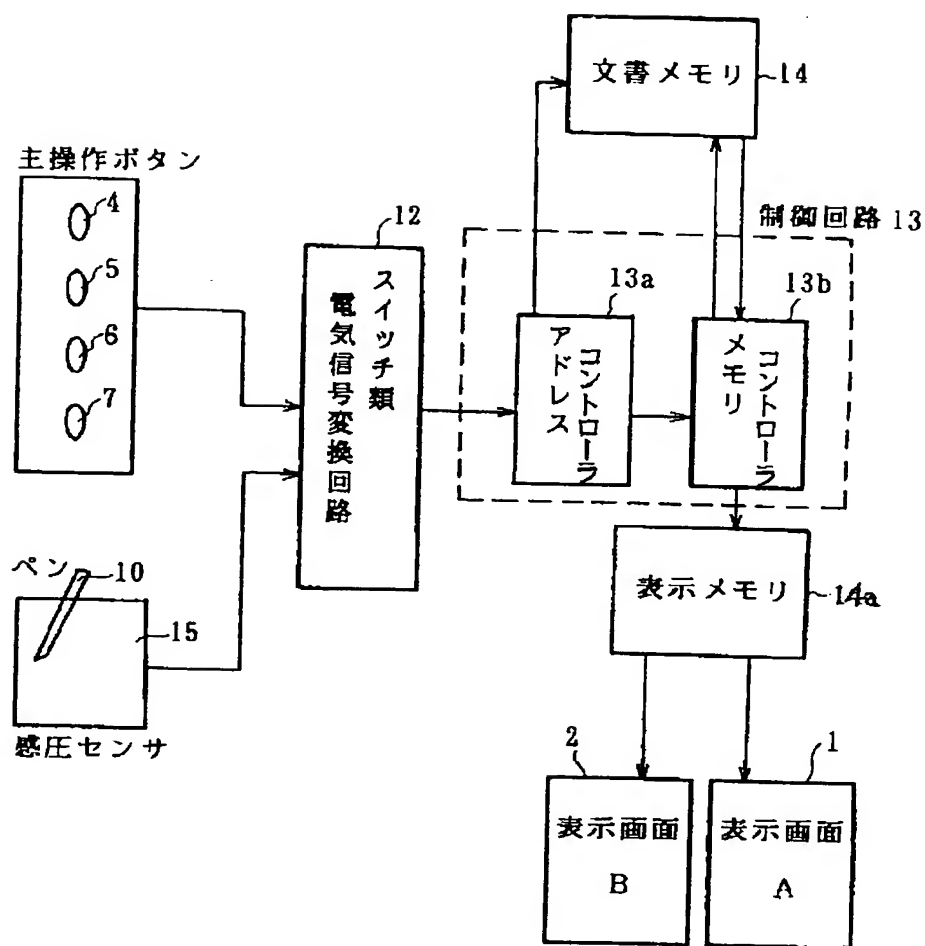 文書メモリ
14
主操作ボタン
4
5
6
7
12
スイッチ類
電気信号変換回路
制御回路 13
13a
アドレス
コントローラ
13b
メモリ
コントローラ
ペン
10
15
感圧センサ
表示メモリ
14a
2
表示画面
B
1
表示画面
A